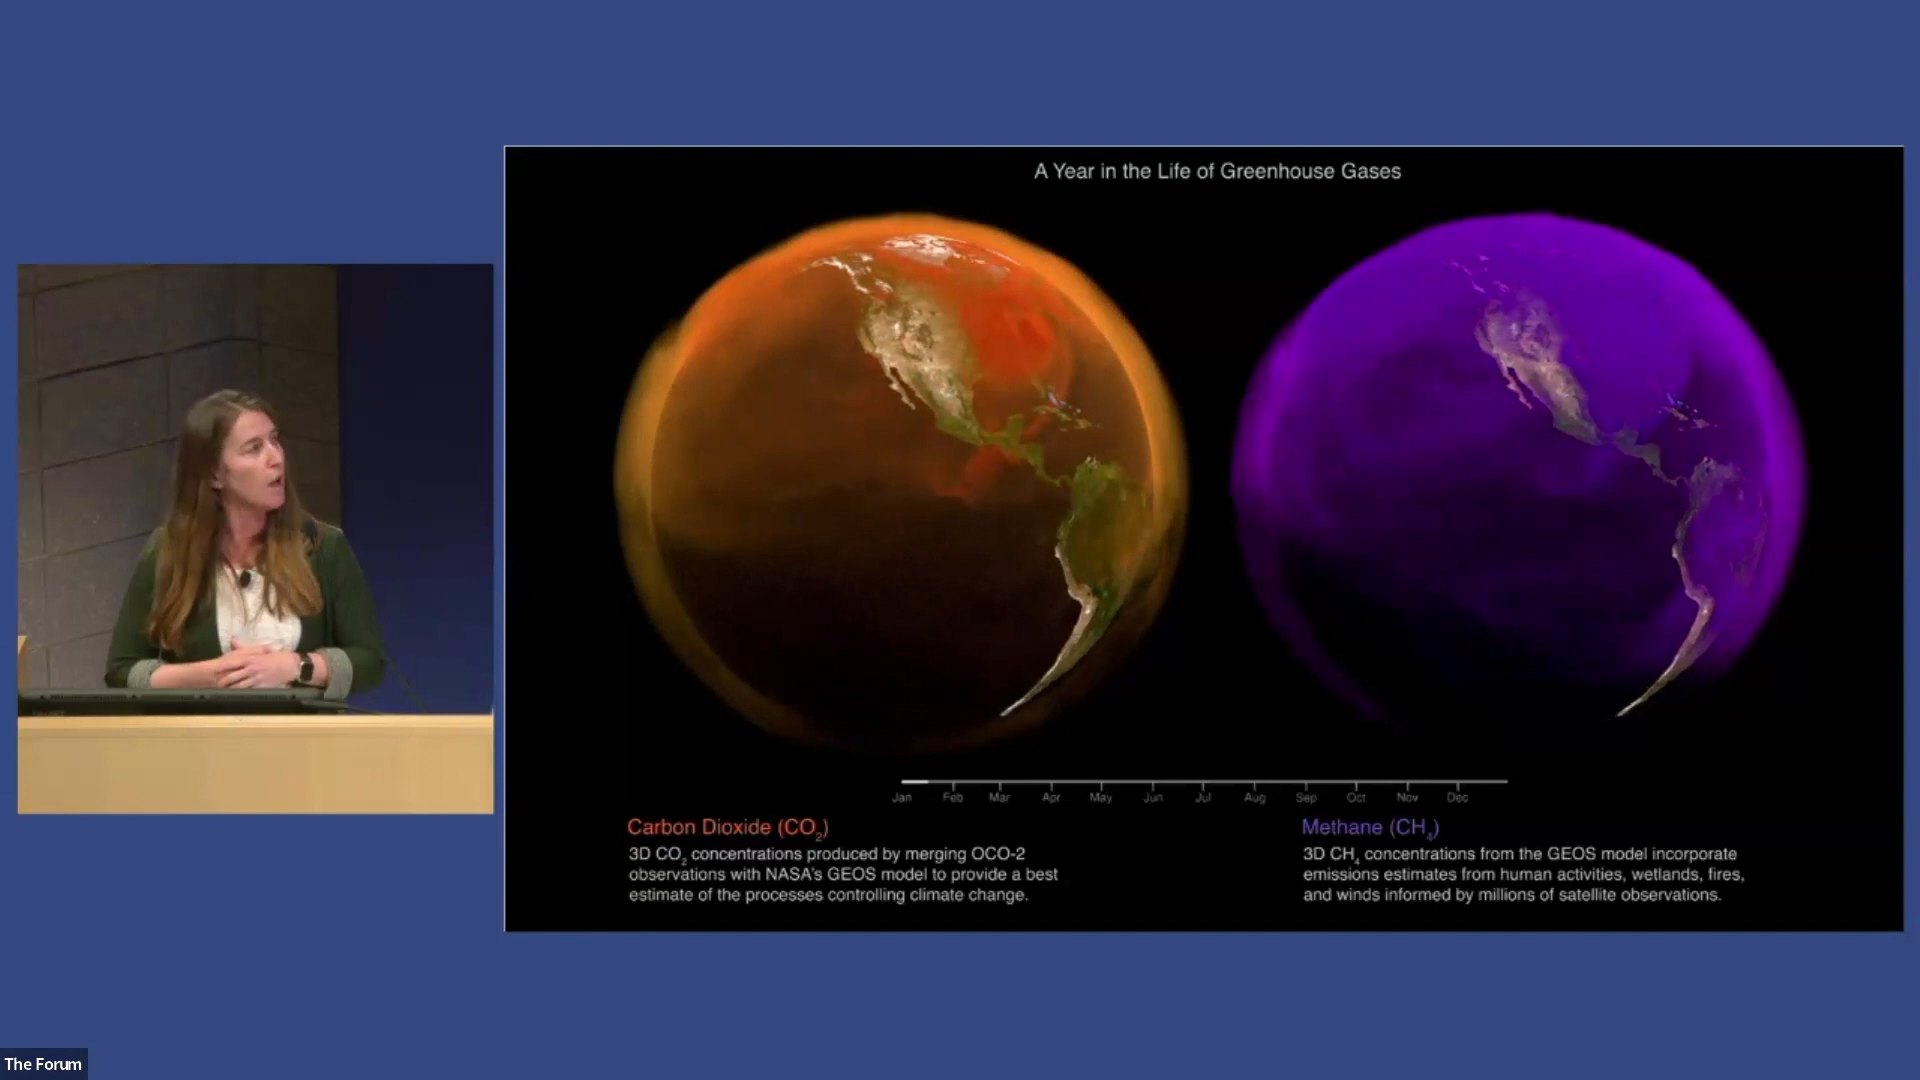 A Year in the Life of Greenhouse Gases
Jan Feb Mar Apr May Jun Jul Aug Sep Oct Nov Dec
Carbon Dioxide (CO₂)
3D CO₂ concentrations produced by merging OCO-2
observations with NASA's GEOS model to provide a best
estimate of the processes controlling climate change.
Methane (CH₄)
3D CH₄ concentrations from the GEOS model incorporate
emissions estimates from human activities, wetlands, fires,
and winds informed by millions of satellite observations.
The Forum